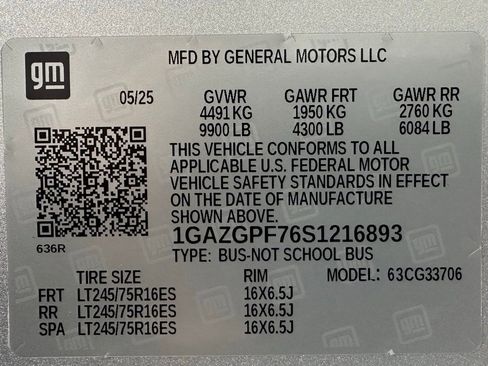 gm
MFD BY GENERAL MOTORS LLC
05/25 GVWR GAWR FRT GAWR RR
4491 KG 1950 KG 2760 KG
9900 LB 4300 LB 6084 LB
THIS VEHICLE CONFORMS TO ALL
APPLICABLE U.S. FEDERAL MOTOR
VEHICLE SAFETY STANDARDS IN EFFECT
ON THE DATE OF MANUFACTURE
SHOWN ABOVE.
1GAZGPF76S1216893
636R
TYPE: BUS-NOT SCHOOL BUS
TIRE SIZE RIM MODEL: 63CG33706
FRT LT245/75R16ES 16X6.5J
RR LT245/75R16ES 16X6.5J
SPA LT245/75R16ES 16X6.5J